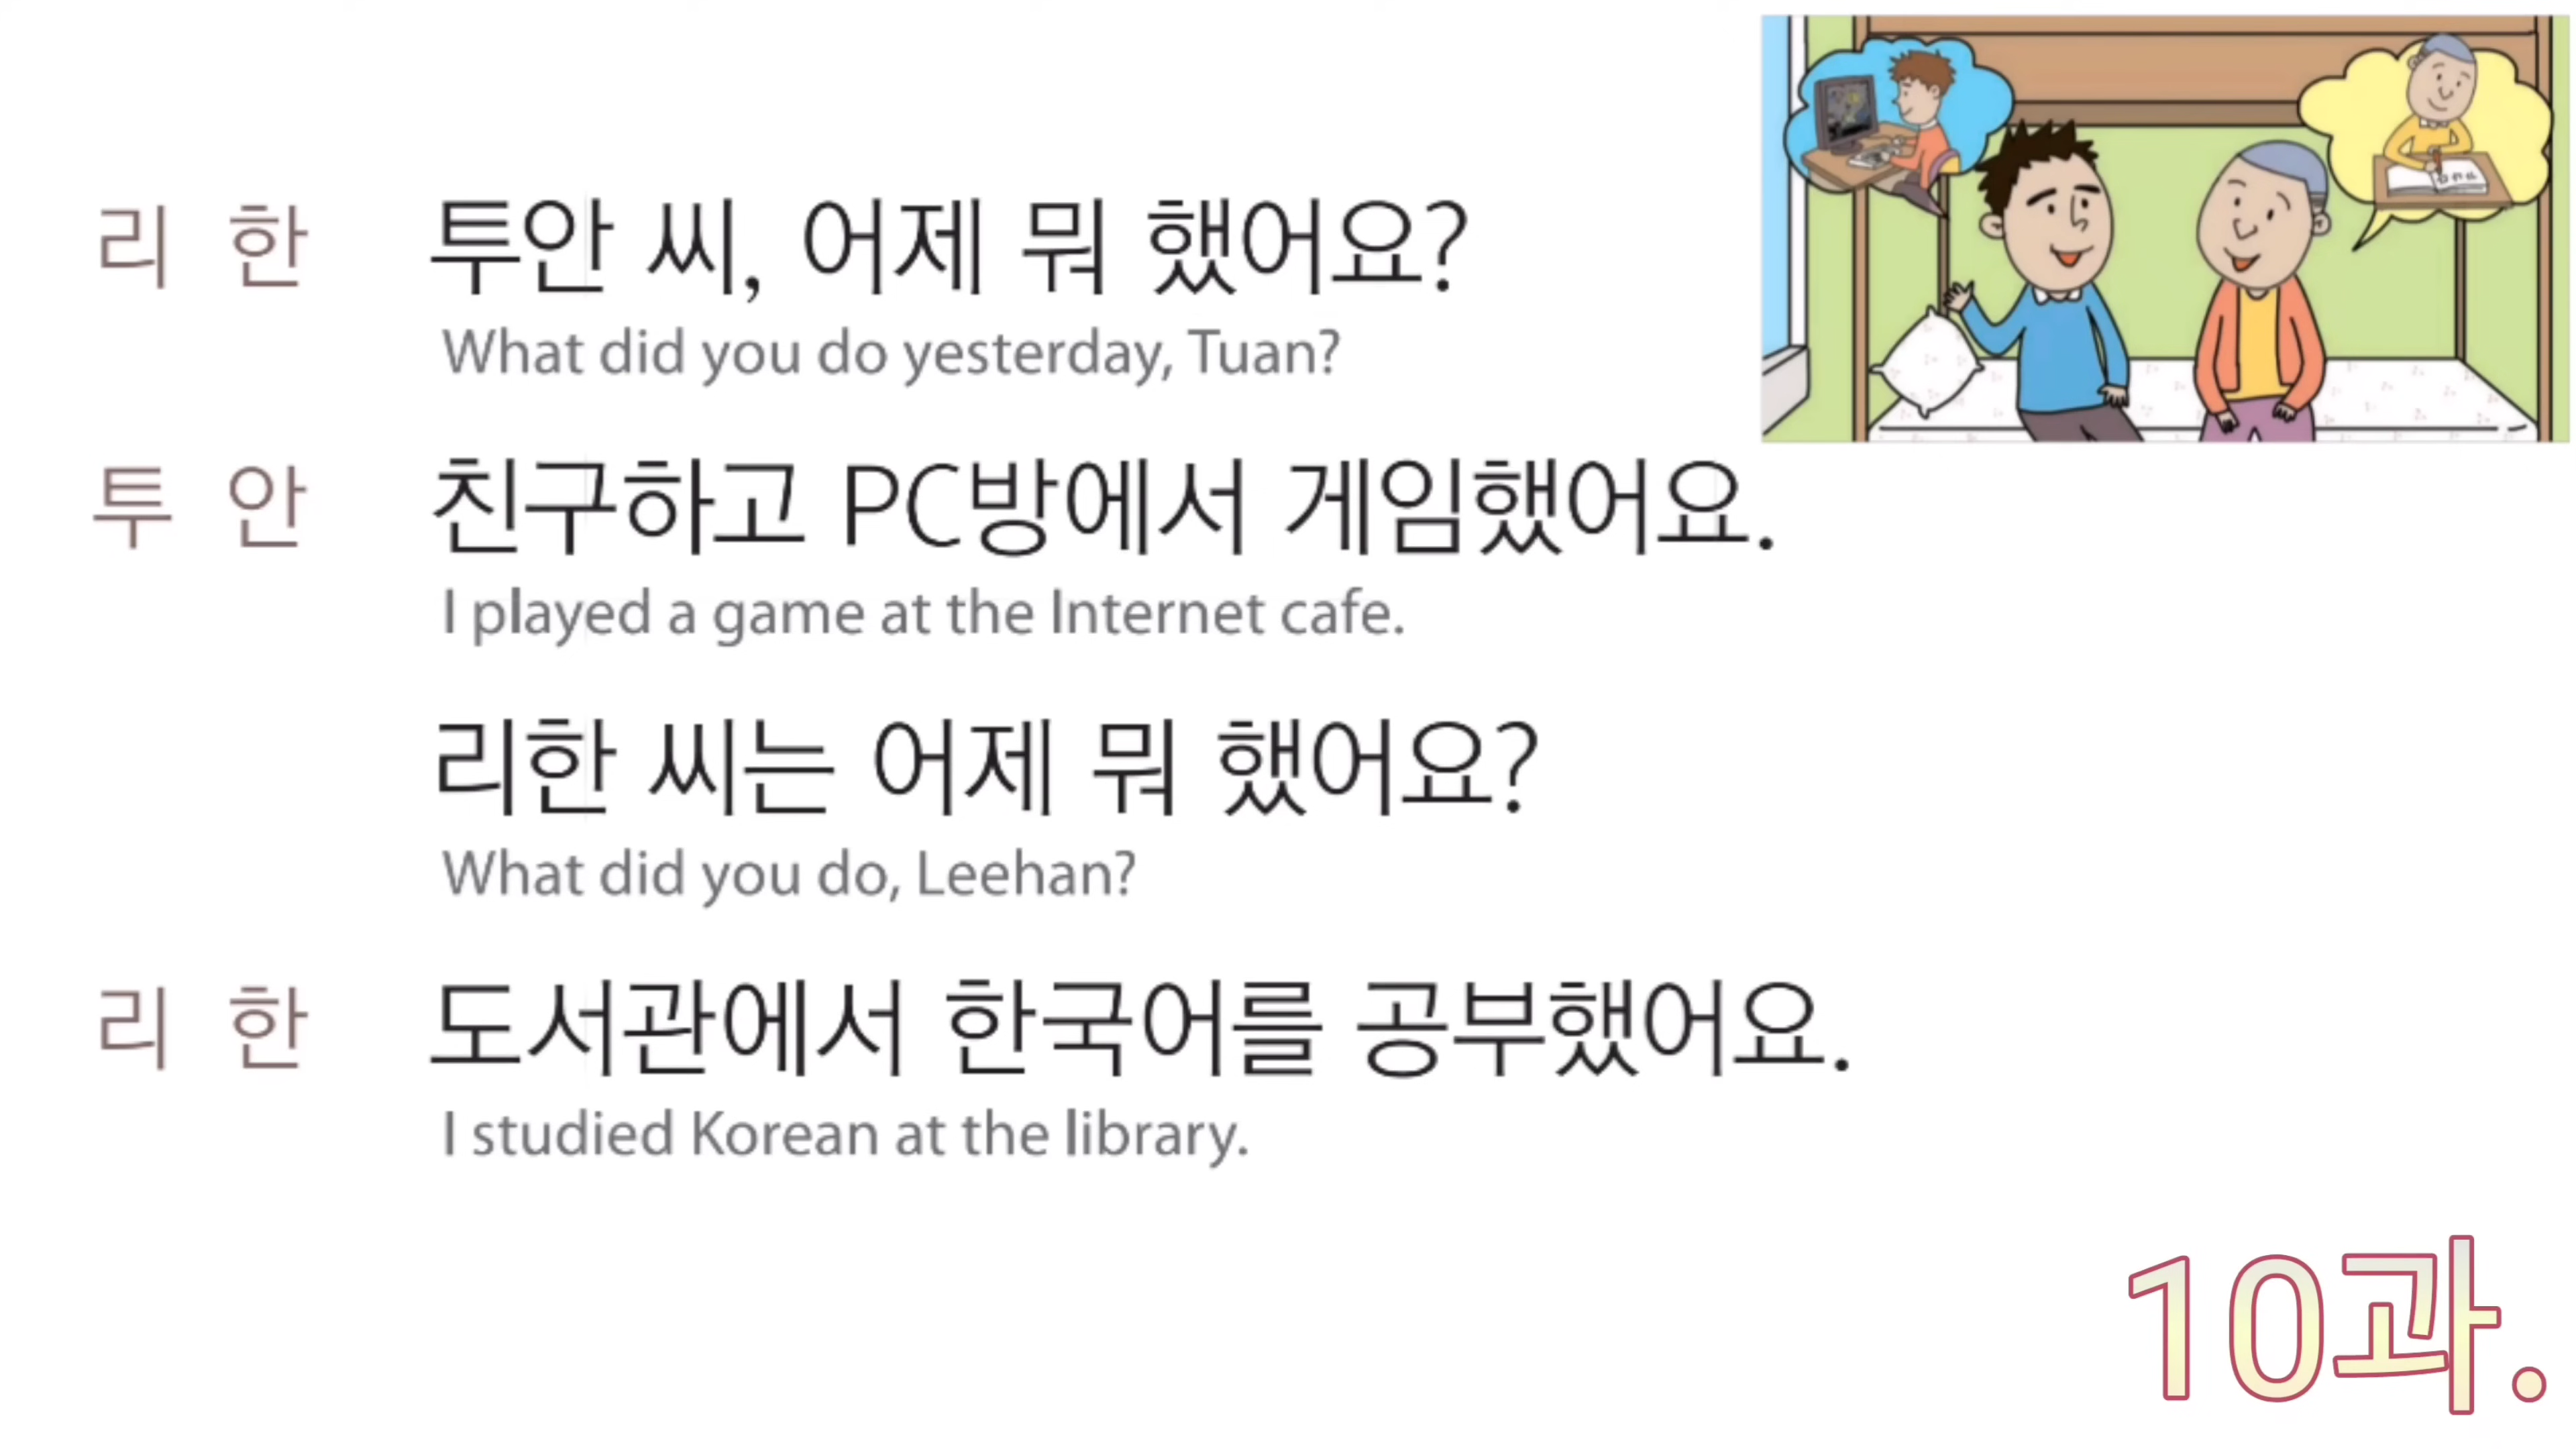 리 한 투안 씨, 어제 뭐 했어요?
What did you do yesterday, Tuan?
투 안 친구하고 PC방에서 게임했어요.
I played a game at the Internet cafe.
리한 씨는 어제 뭐 했어요?
What did you do, Leehan?
리 한 도서관에서 한국어를 공부했어요.
I studied Korean at the library.
10과.